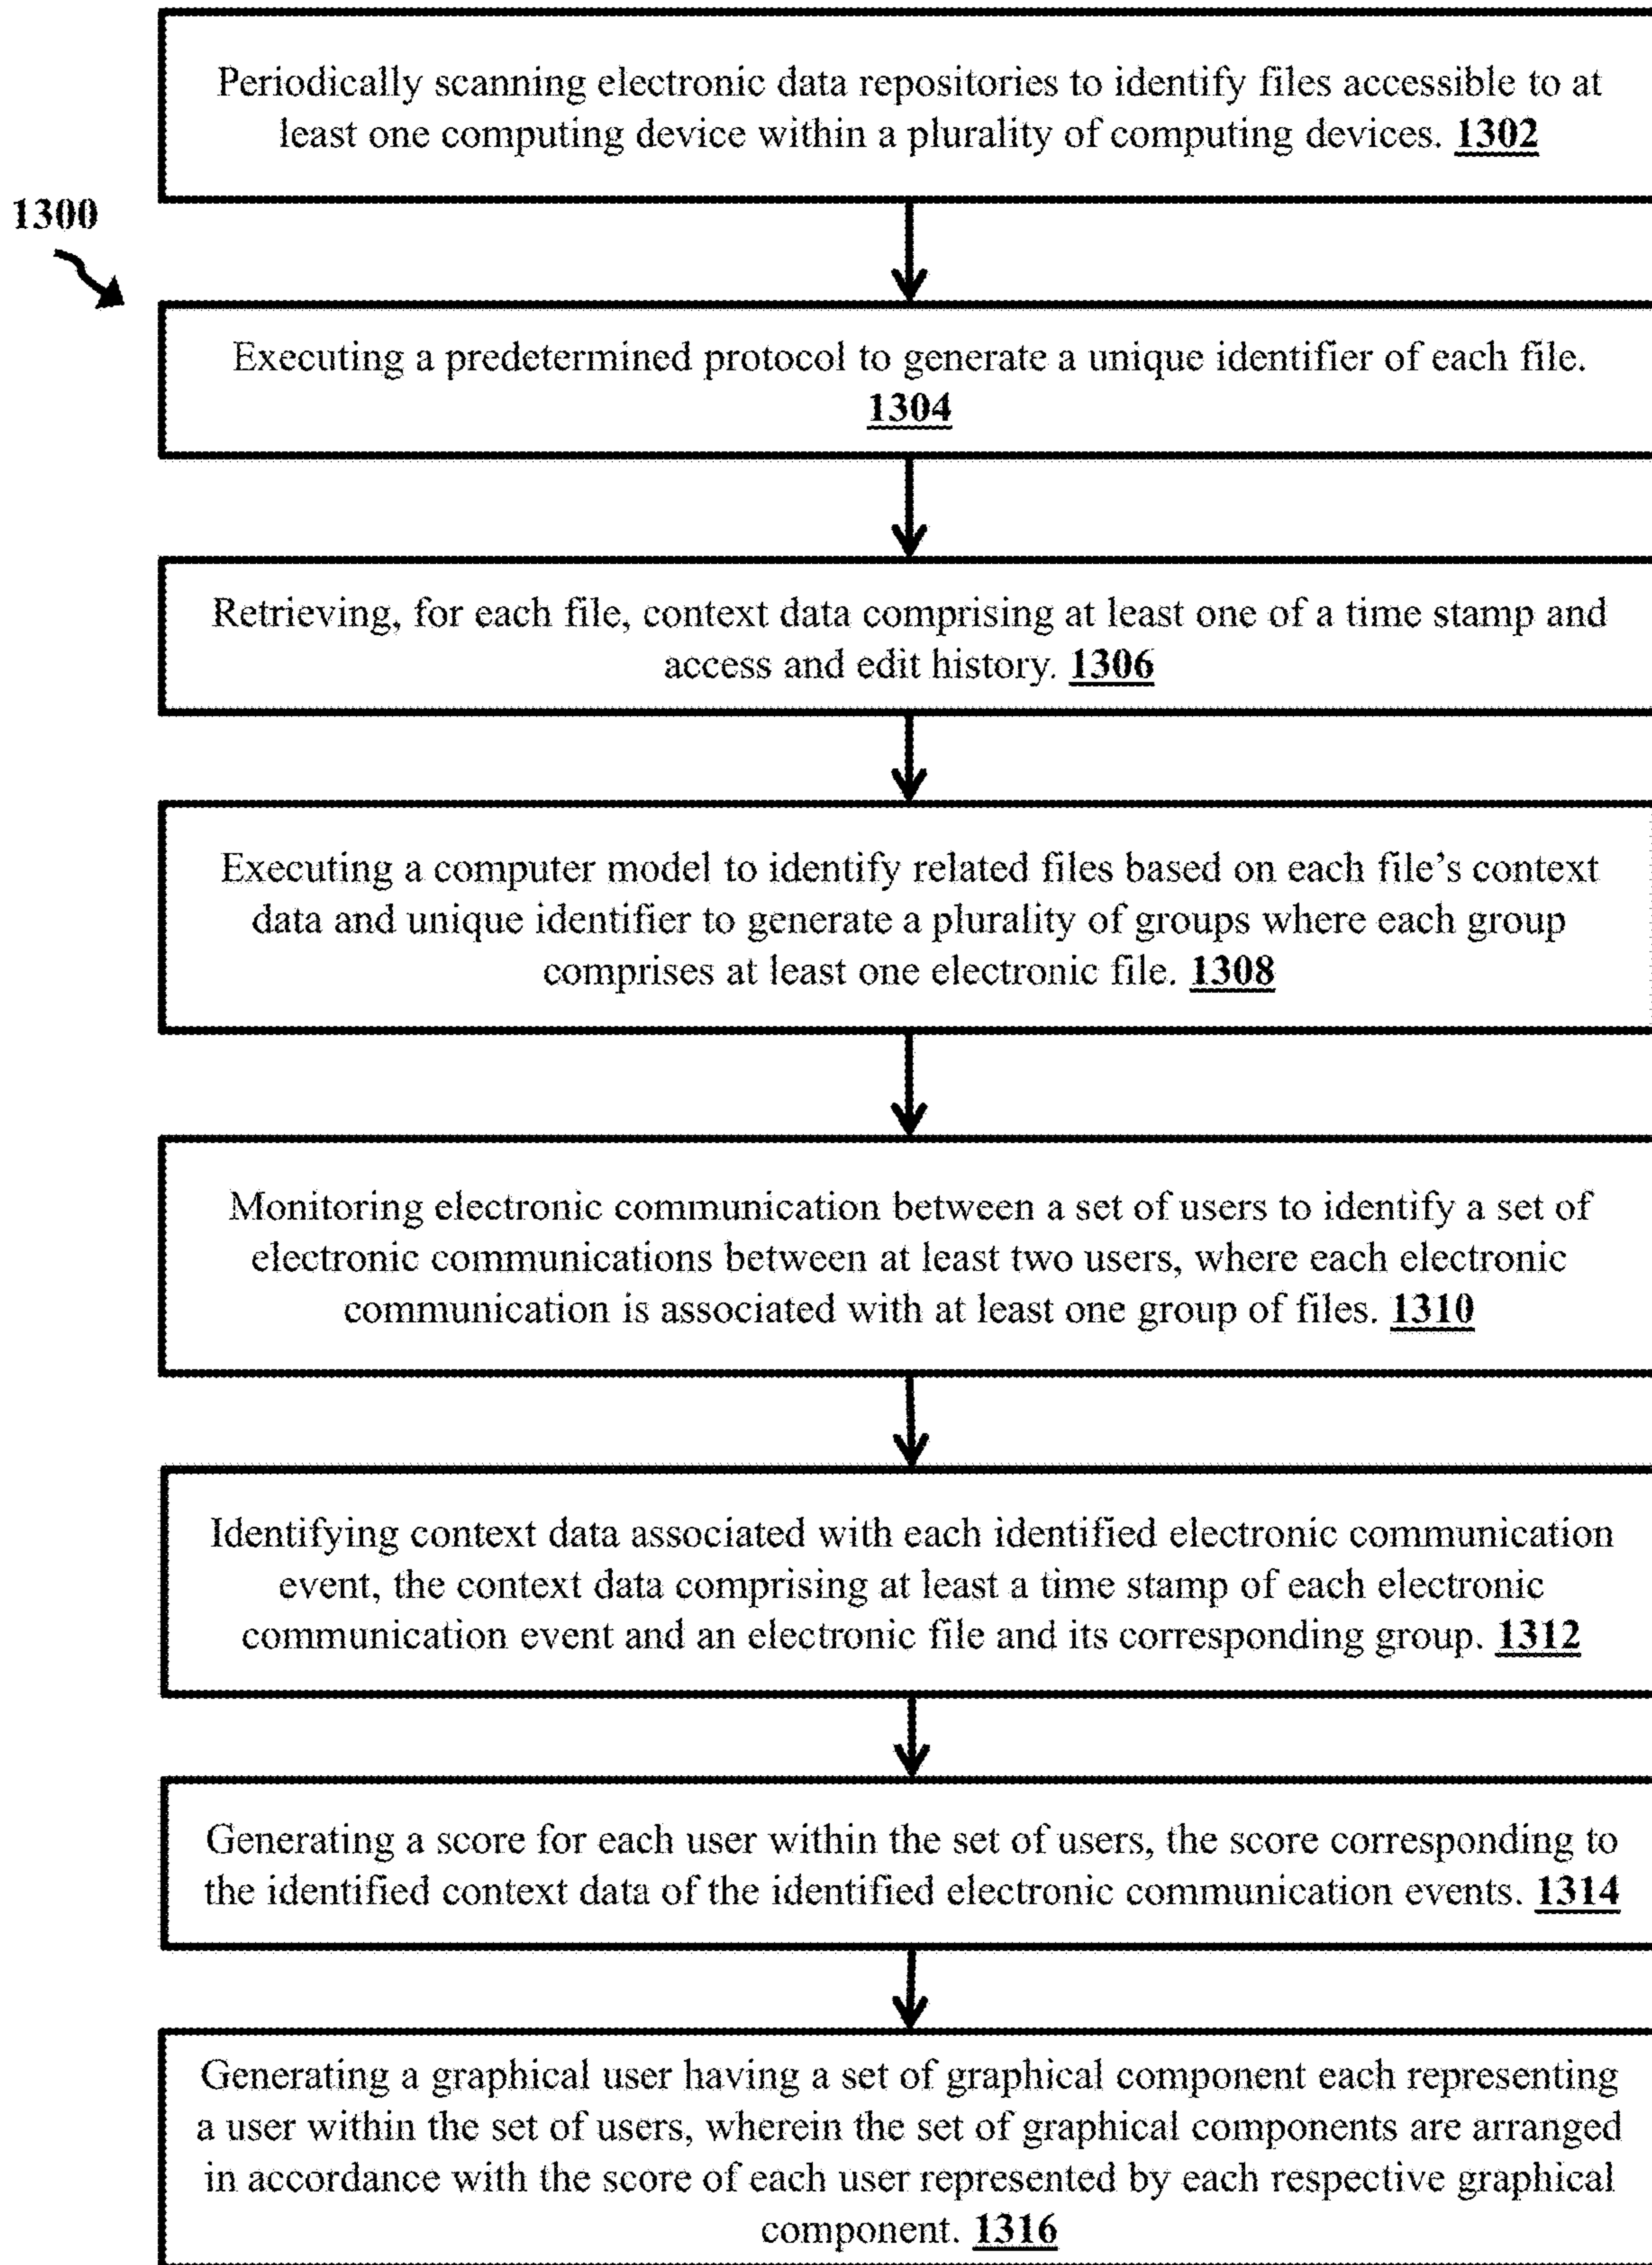 Periodically scanning electronic data repositories to identify files accessible to at
least one computing device within a plurality of computing devices. 1302
1300
Executing a predetermined protocol to generate a unique identifier of each file.
1304
Retrieving, for each file, context data comprising at least one of a time stamp and
access and edit history. 1306
Executing a computer model to identify related files based on each file's context
data and unique identifier to generate a plurality of groups where each group
comprises at least one electronic file. 1308
Monitoring electronic communication between a set of users to identify a set of
electronic communications between at least two users, where each electronic
communication is associated with at least one group of files. 1310
Identifying context data associated with each identified electronic communication
event, the context data comprising at least a time stamp of each electronic
communication event and an electronic file and its corresponding group. 1312
Generating a score for each user within the set of users, the score corresponding to
the identified context data of the identified electronic communication events. 1314
Generating a graphical user having a set of graphical component each representing
a user within the set of users, wherein the set of graphical components are arranged
in accordance with the score of each user represented by each respective graphical
component. 1316